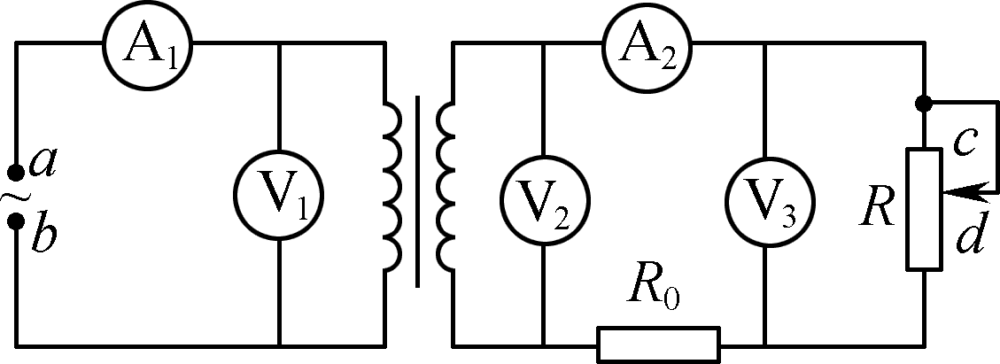 A₁
A₂
a
~
b
V₁
V₂
V₃
c
R
d
R₀